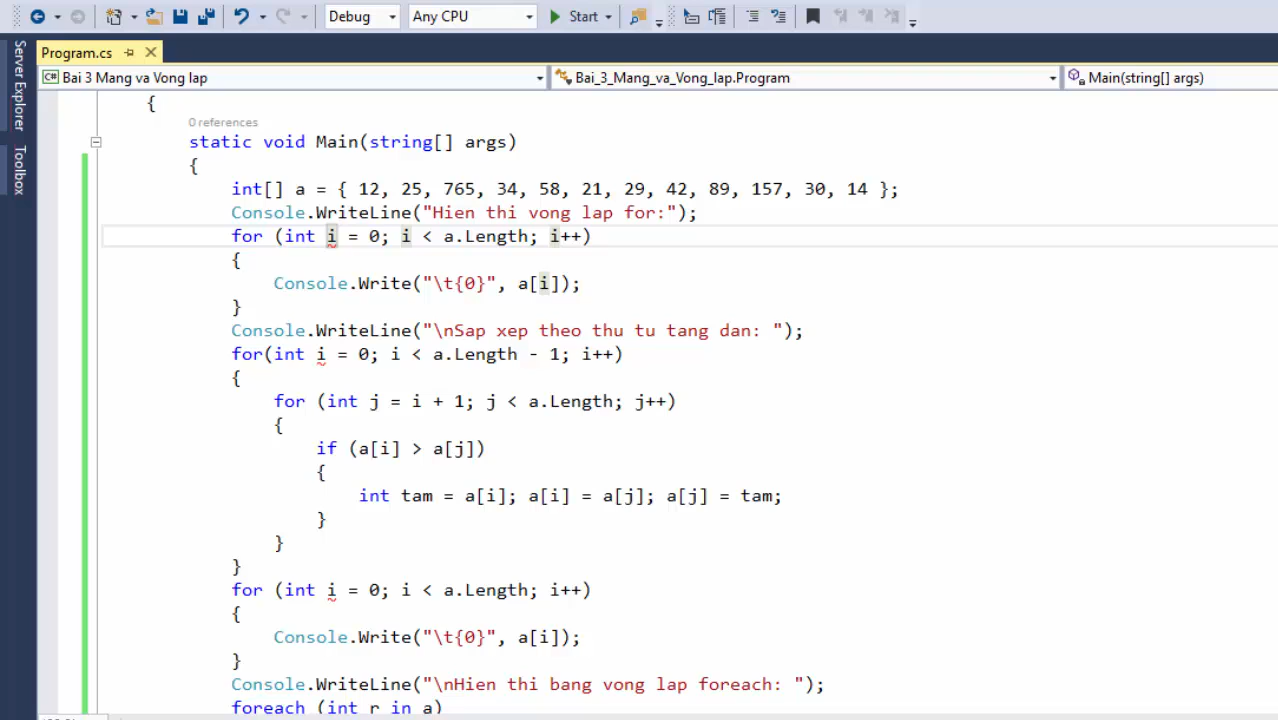 Debug Any CPU Start
Server Explorer
Toolbox
Program.cs
C# Bai 3 Mang va Vong lap Bai_3_Mang_va_Vong_lap.Program Main(string[] args)
{
0 references
static void Main(string[] args)
{
int[] a = { 12, 25, 765, 34, 58, 21, 29, 42, 89, 157, 30, 14 };
Console.WriteLine("Hien thi vong lap for:");
for (int i = 0; i < a.Length; i++)
{
Console.Write("\t{0}", a[i]);
}
Console.WriteLine("\nSap xep theo thu tu tang dan: ");
for(int i = 0; i < a.Length - 1; i++)
{
for (int j = i + 1; j < a.Length; j++)
{
if (a[i] > a[j])
{
int tam = a[i]; a[i] = a[j]; a[j] = tam;
}
}
}
for (int i = 0; i < a.Length; i++)
{
Console.Write("\t{0}", a[i]);
}
Console.WriteLine("\nHien thi bang vong lap foreach: ");
foreach (int r in a)